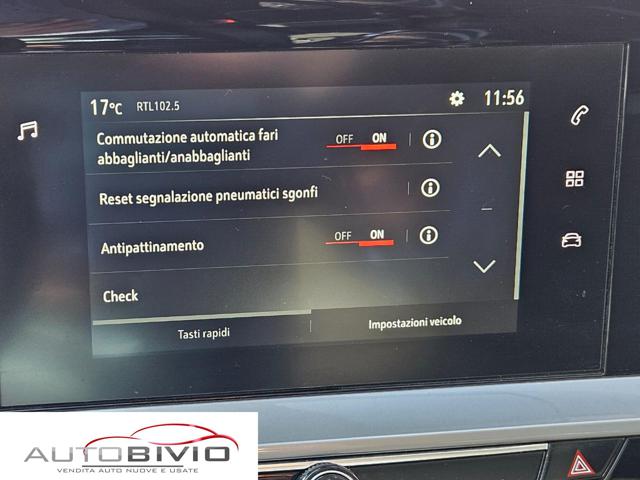 17°C RTL102.5 11:56
Commutazione automatica fari
abbaglianti/anabbaglianti OFF ON
Reset segnalazione pneumatici sgonfi
Antipattinamento OFF ON
Check
Tasti rapidi Impostazioni veicolo
AUTOBIVIO
VENDITA AUTO NUOVE E USATE